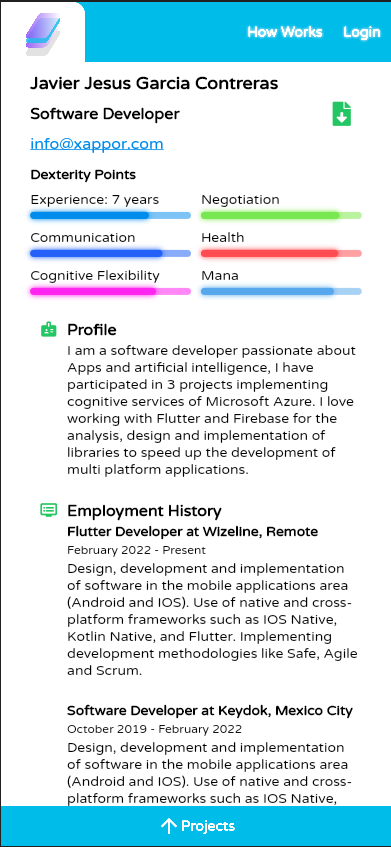 How Works Login
Javier Jesus Garcia Contreras
Software Developer
info@xappor.com
Dexterity Points
Experience: 7 years Negotiation
Communication Health
Cognitive Flexibility Mana
Profile
I am a software developer passionate about
Apps and artificial intelligence, I have
participated in 3 projects implementing
cognitive services of Microsoft Azure. I love
working with Flutter and Firebase for the
analysis, design and implementation of
libraries to speed up the development of
multi platform applications.
Employment History
Flutter Developer at Wizeline, Remote
February 2022 - Present
Design, development and implementation
of software in the mobile applications area
(Android and IOS). Use of native and cross-
platform frameworks such as IOS Native,
Kotlin Native, and Flutter. Implementing
development methodologies like Safe, Agile
and Scrum.
Software Developer at Keydok, Mexico City
October 2019 - February 2022
Design, development and implementation
of software in the mobile applications area
(Android and IOS). Use of native and cross-
platform frameworks such as IOS Native,
Projects